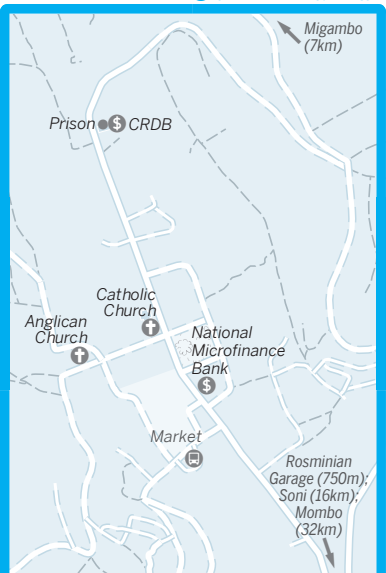 Migambo
(7km)
Prison
$ CRDB
Catholic
Church
Anglican
Church
National
Microfinance
Bank
$
Market
Rosminian
Garage (750m);
Soni (16km);
Mombo
(32km)